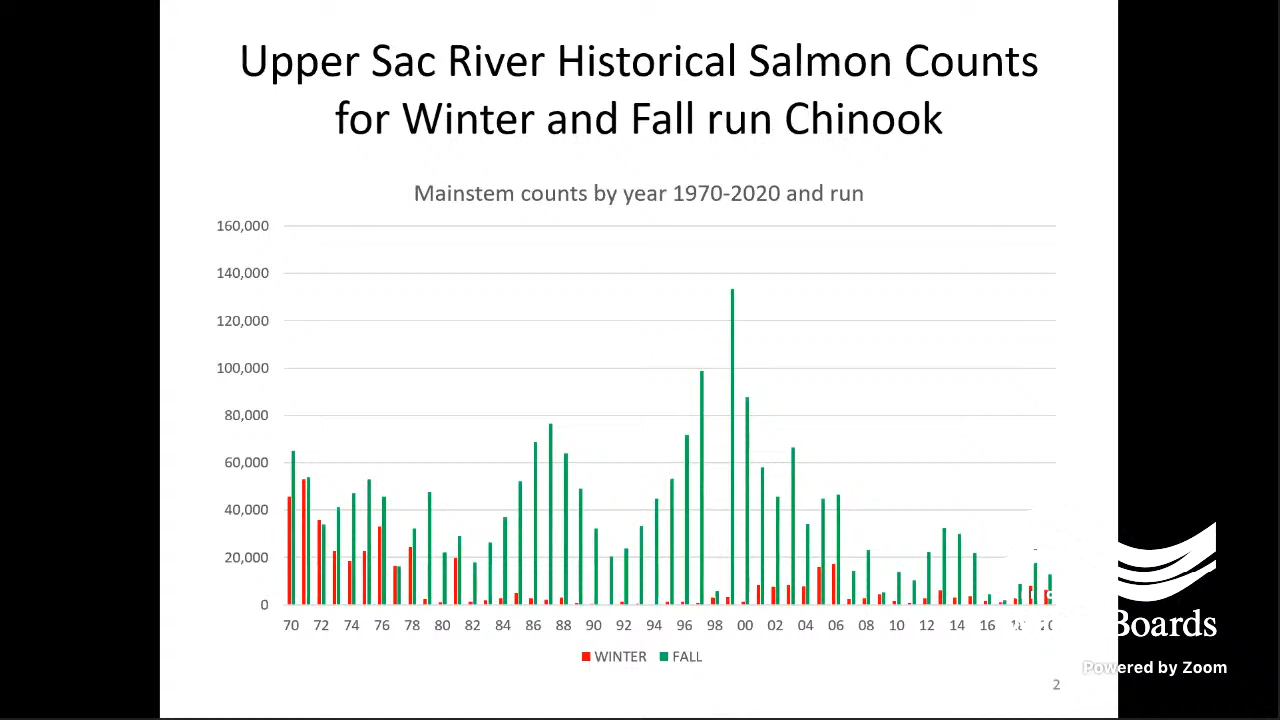 Upper Sac River Historical Salmon Counts
for Winter and Fall run Chinook
Mainstem counts by year 1970-2020 and run
160,000
140,000
120,000
100,000
80,000
60,000
40,000
20,000
0
70 72 74 76 78 80 82 84 86 88 90 92 94 96 98 00 02 04 06 08 10 12 14 16
WINTER FALL
Boards
Powered by Zoom
2